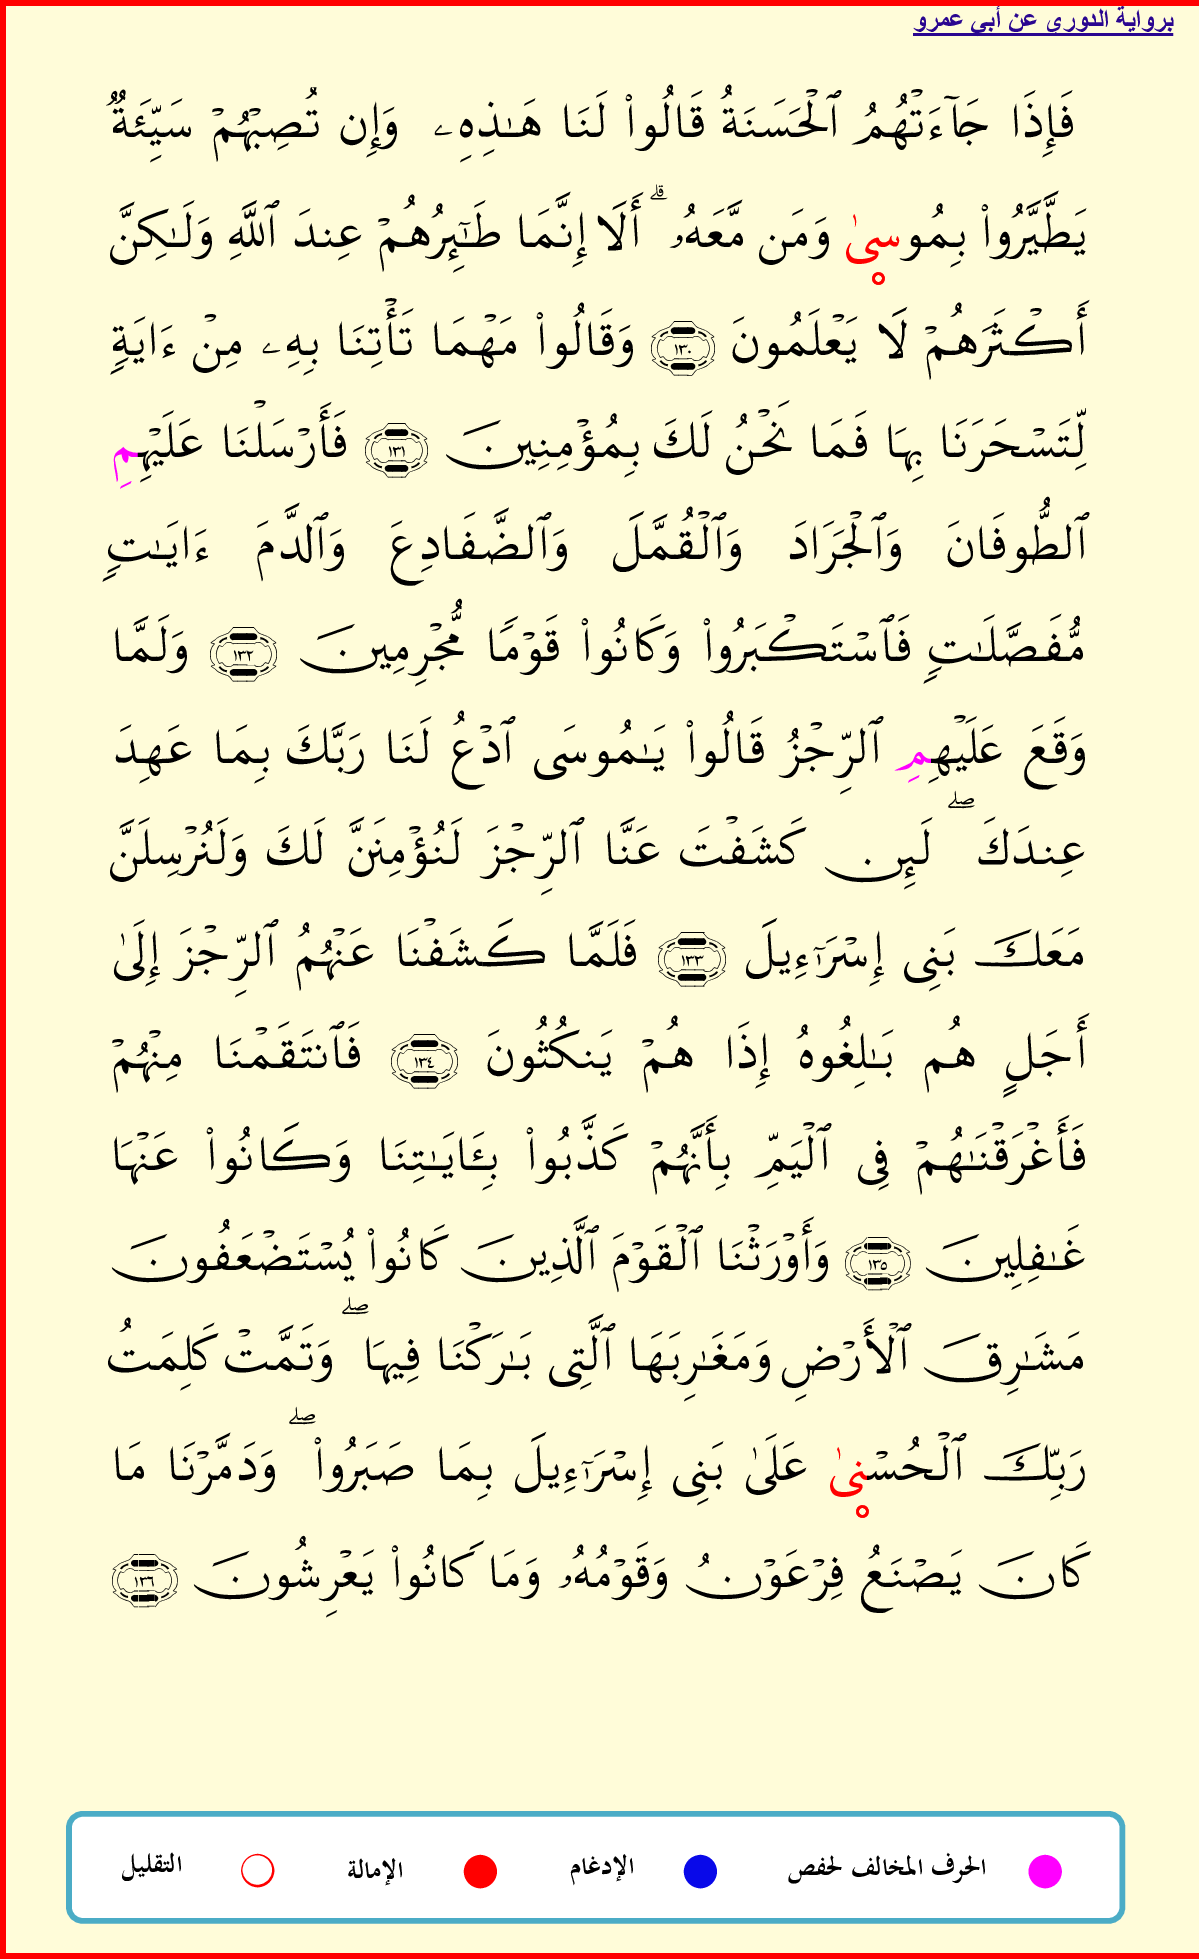 برواية الدوري عن أبي عمرو
فَإِذَا جَآءَتْهُمُ ٱلْحَسَنَةُ قَالُوا۟ لَنَا هَـٰذِهِۦ وَإِن تُصِبْهُمْ سَيِّئَةٌ
يَطَّيَّرُوا۟ بِمُوسىٰ وَمَن مَّعَهُۥ ۗ أَلَا إِنَّمَا طَـٰٓئِرُهُمْ عِندَ ٱللَّهِ وَلَـٰكِنَّ
أَكْثَرَهُمْ لَا يَعْلَمُونَ ١٣٠ وَقَالُوا۟ مَهْمَا تَأْتِنَا بِهِۦ مِنْ ءَايَةٍ
لِّتَسْحَرَنَا بِهَا فَمَا نَحْنُ لَكَ بِمُؤْمِنِينَ ١٣١ فَأَرْسَلْنَا عَلَيْهِمِ
ٱلطُّوفَانَ وَٱلْجَرَادَ وَٱلْقُمَّلَ وَٱلضَّفَادِعَ وَٱلدَّمَ ءَايَـٰتٍ
مُّفَصَّلَـٰتٍ فَٱسْتَكْبَرُوا۟ وَكَانُوا۟ قَوْمًا مُّجْرِمِينَ ١٣٢ وَلَمَّا
وَقَعَ عَلَيْهِمِ ٱلرِّجْزُ قَالُوا۟ يَـٰمُوسَى ٱدْعُ لَنَا رَبَّكَ بِمَا عَهِدَ
عِندَكَ ۖ لَئِن كَشَفْتَ عَنَّا ٱلرِّجْزَ لَنُؤْمِنَنَّ لَكَ وَلَنُرْسِلَنَّ
مَعَكَ بَنِى إِسْرَـٰٓءِيلَ ١٣٣ فَلَمَّا كَشَفْنَا عَنْهُمُ ٱلرِّجْزَ إِلَىٰ
أَجَلٍ هُم بَـٰلِغُوهُ إِذَا هُمْ يَنكُثُونَ ١٣٤ فَٱنتَقَمْنَا مِنْهُمْ
فَأَغْرَقْنَـٰهُمْ فِى ٱلْيَمِّ بِأَنَّهُمْ كَذَّبُوا۟ بِـَٔايَـٰتِنَا وَكَانُوا۟ عَنْهَا
غَـٰفِلِينَ ١٣٥ وَأَوْرَثْنَا ٱلْقَوْمَ ٱلَّذِينَ كَانُوا۟ يُسْتَضْعَفُونَ
مَشَـٰرِقَ ٱلْأَرْضِ وَمَغَـٰرِبَهَا ٱلَّتِى بَـٰرَكْنَا فِيهَا ۖ وَتَمَّتْ كَلِمَتُ
رَبِّكَ ٱلْحُسْنىٰ عَلَىٰ بَنِى إِسْرَـٰٓءِيلَ بِمَا صَبَرُوا۟ ۖ وَدَمَّرْنَا مَا
كَانَ يَصْنَعُ فِرْعَوْنُ وَقَوْمُهُۥ وَمَا كَانُوا۟ يَعْرِشُونَ ١٣٦
الحرف المخالف لحفص الإدغام الإمالة التقليل